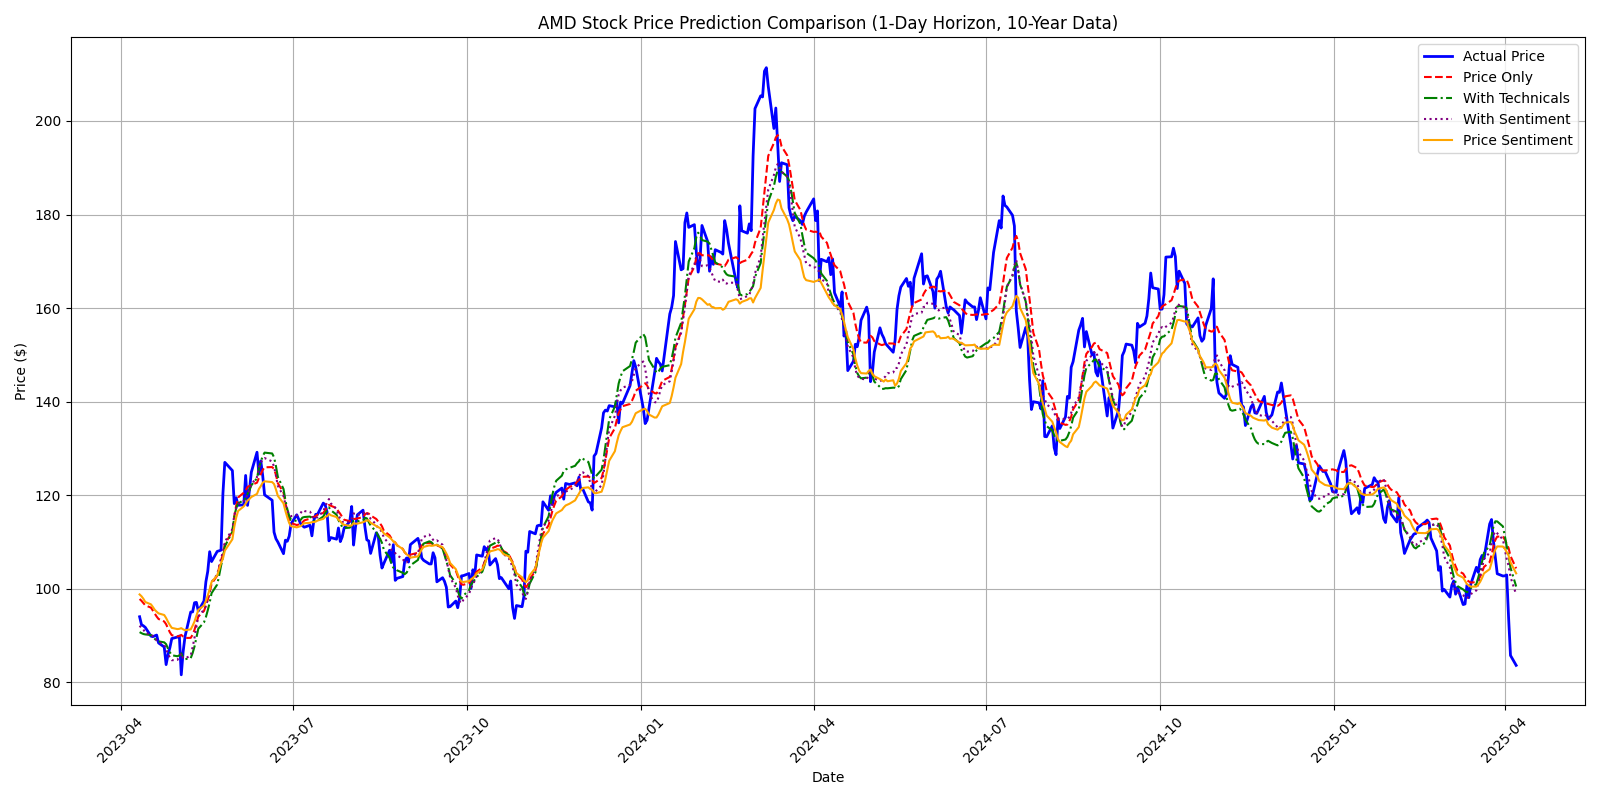 AMD Stock Price Prediction Comparison (1-Day Horizon, 10-Year Data)
Actual Price
Price Only
With Technicals
With Sentiment
Price Sentiment
Price ($)
200
180
160
140
120
100
80
2023-04
2023-07
2023-10
2024-01
2024-04
2024-07
2024-10
2025-01
2025-04
Date